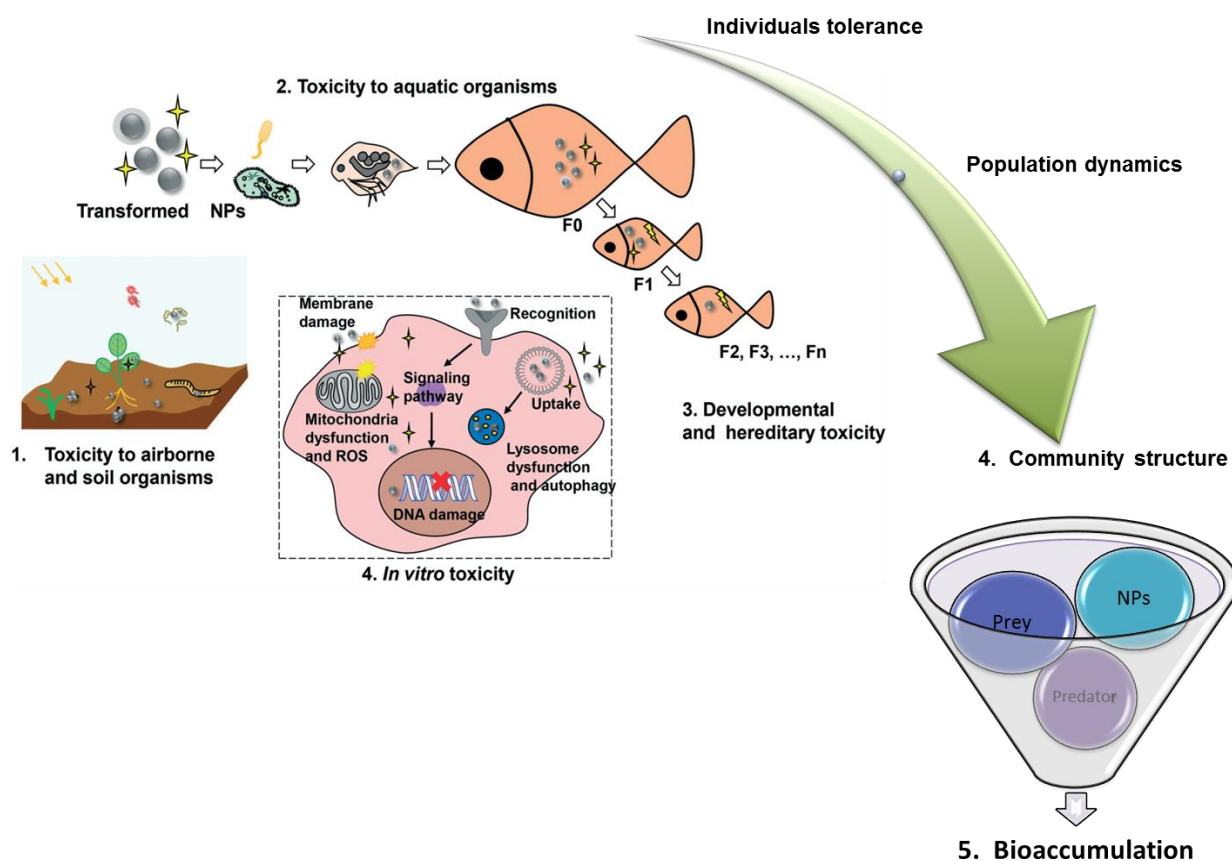 Individuals tolerance
2. Toxicity to aquatic organisms
Population dynamics
Transformed NPs
F0
F1
F2, F3, ..., Fn
Membrane
damage
Recognition
Signaling
pathway
Uptake
Mitochondria
dysfunction
and ROS
Lysosome
dysfunction
and autophagy
DNA damage
4. In vitro toxicity
3. Developmental
and hereditary toxicity
1. Toxicity to airborne
and soil organisms
4. Community structure
Prey
NPs
Predator
5. Bioaccumulation